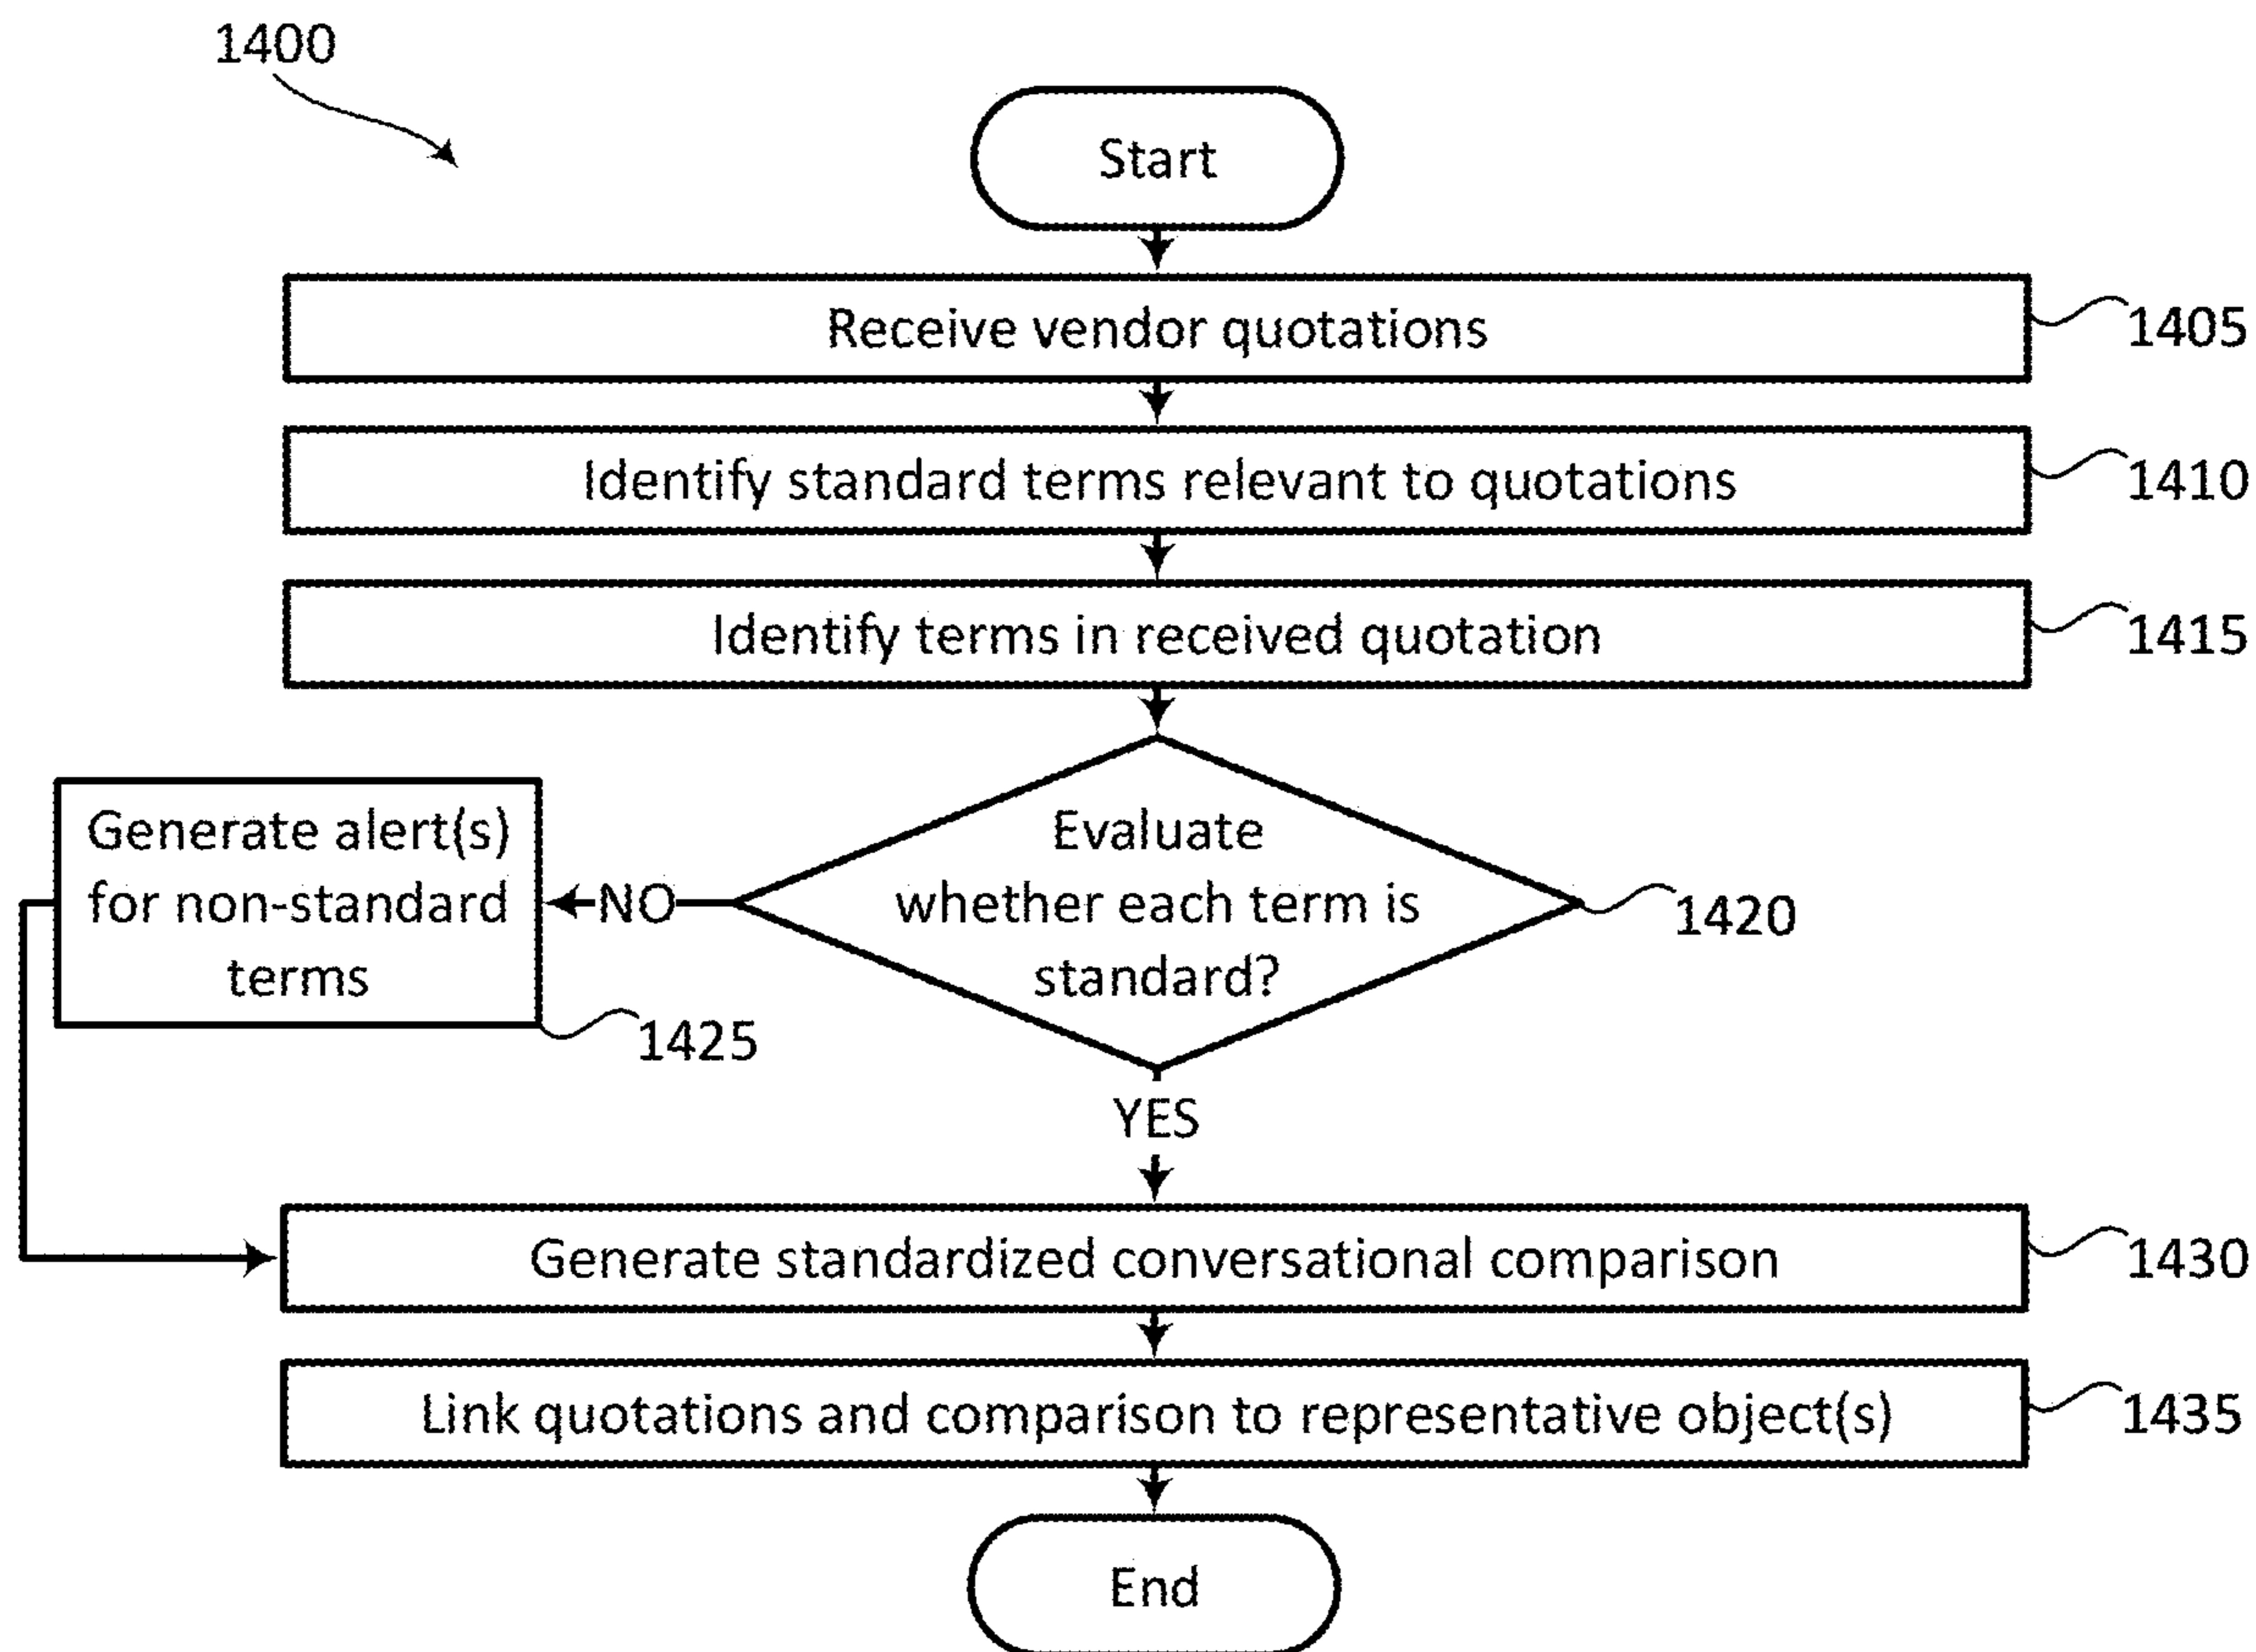 1400
Start
Receive vendor quotations
1405
Identify standard terms relevant to quotations
1410
Identify terms in received quotation
1415
Evaluate
whether each term is
standard?
1420
NO
Generate alert(s)
for non-standard
terms
1425
YES
Generate standardized conversational comparison
1430
Link quotations and comparison to representative object(s)
1435
End